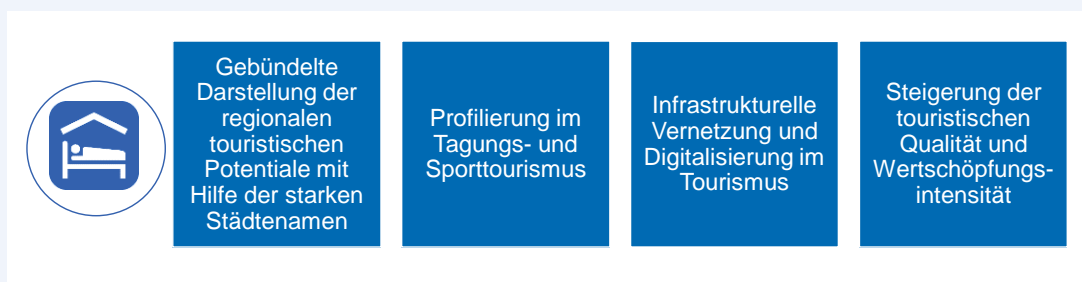 Gebündelte
Darstellung der
regionalen
touristischen
Potentiale mit
Hilfe der starken
Städtenamen
Profilierung im
Tagungs- und
Sporttourismus
Infrastrukturelle
Vernetzung und
Digitalisierung im
Tourismus
Steigerung der
touristischen
Qualität und
Wertschöpfungs-
intensität